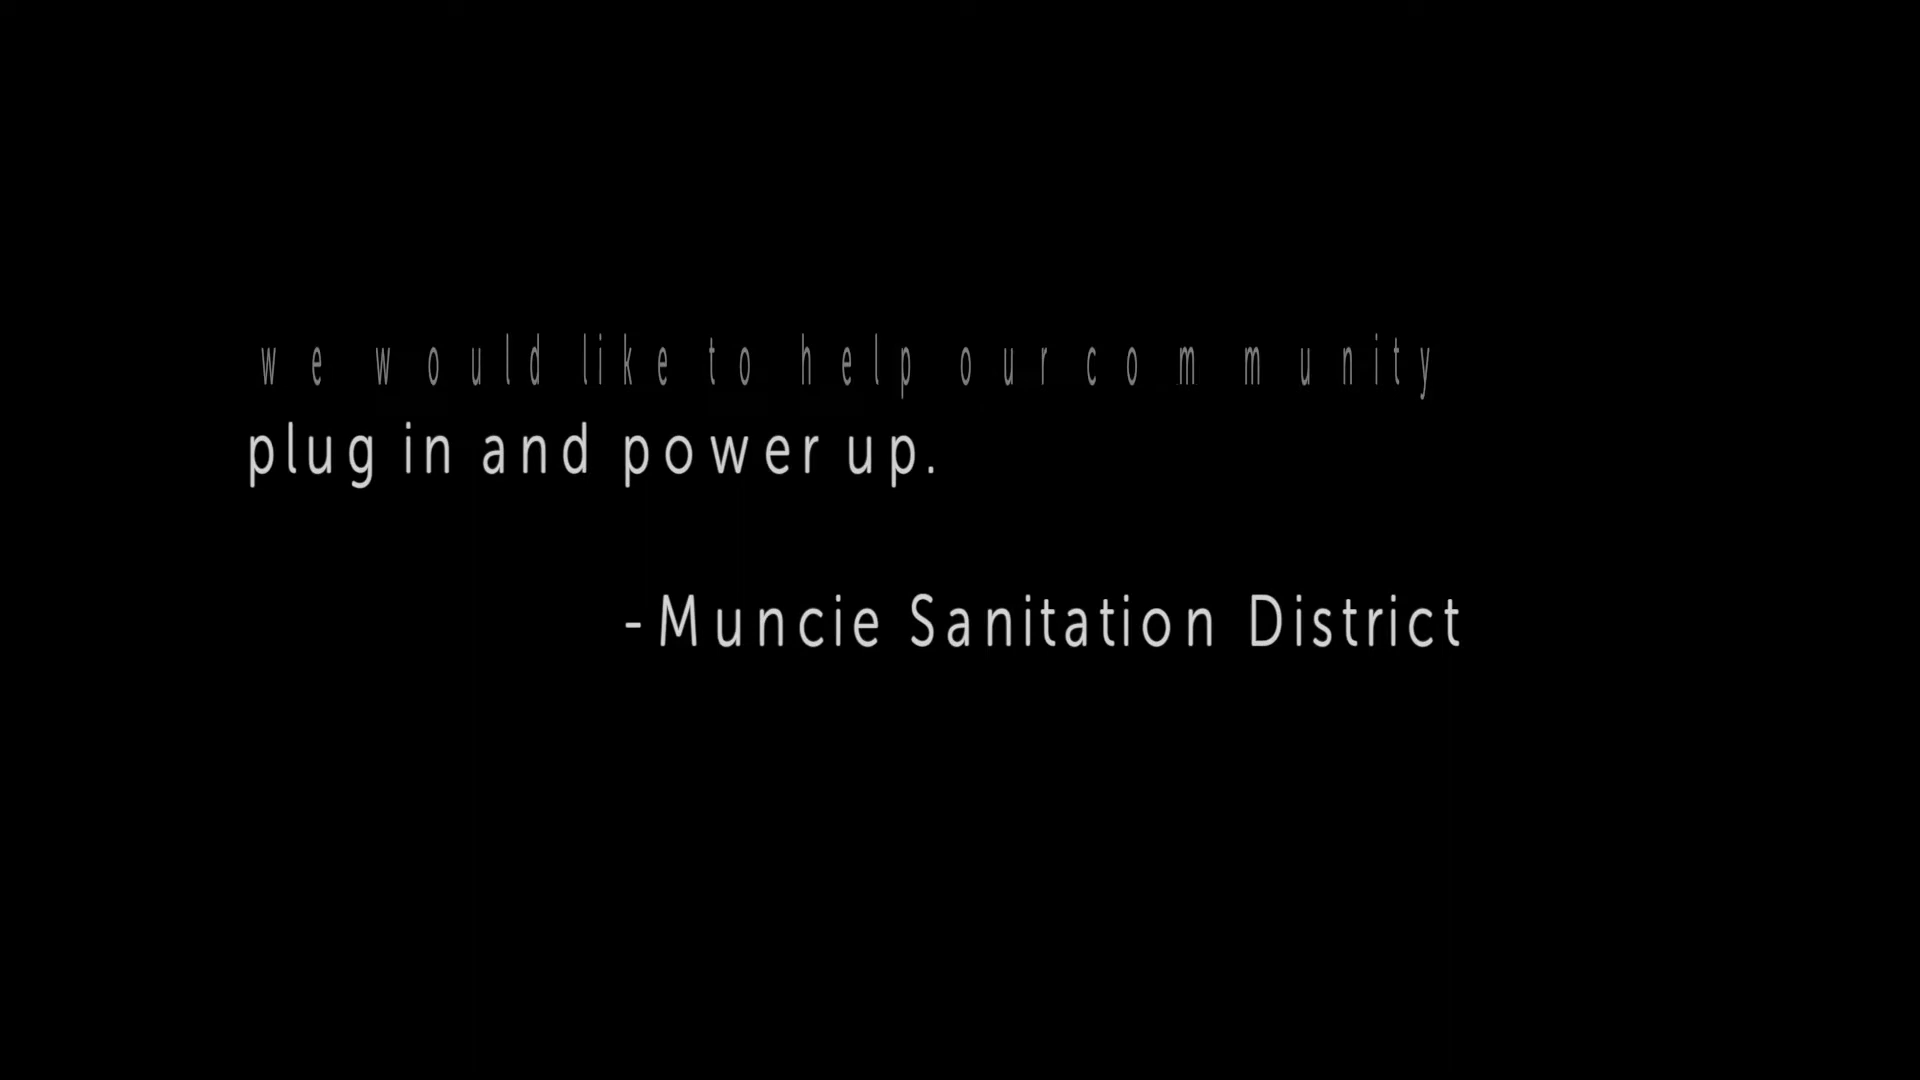 we would like to help our community
plug in and power up.
-Muncie Sanitation District